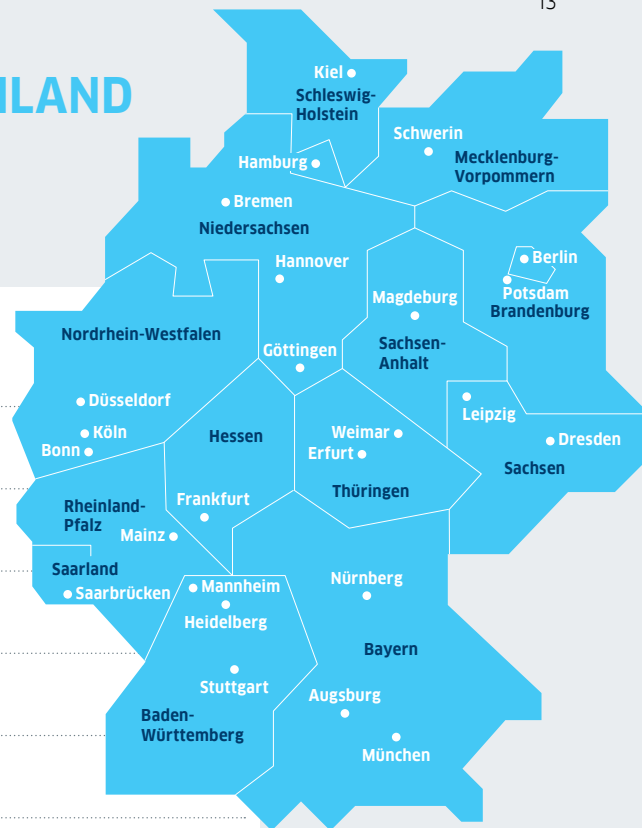 13
NLAND
Kiel
Schleswig-
Holstein
Schwerin
Mecklenburg-
Vorpommern
Hamburg
Bremen
Niedersachsen
Hannover
Berlin
Potsdam
Brandenburg
Magdeburg
Sachsen-
Anhalt
Nordrhein-Westfalen
Göttingen
Düsseldorf
Köln
Bonn
Hessen
Weimar
Erfurt
Thüringen
Leipzig
Dresden
Sachsen
Rheinland-
Pfalz
Frankfurt
Mainz
Saarland
Saarbrücken
Mannheim
Heidelberg
Nürnberg
Bayern
Stuttgart
Augsburg
Baden-
Württemberg
München